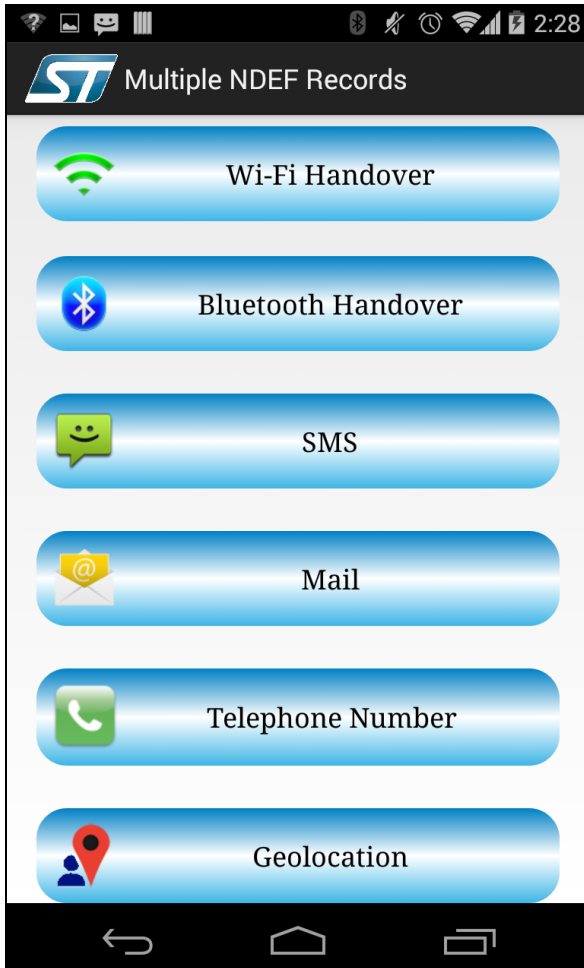 2:28
ST Multiple NDEF Records
Wi-Fi Handover
Bluetooth Handover
SMS
@
Mail
Telephone Number
Geolocation